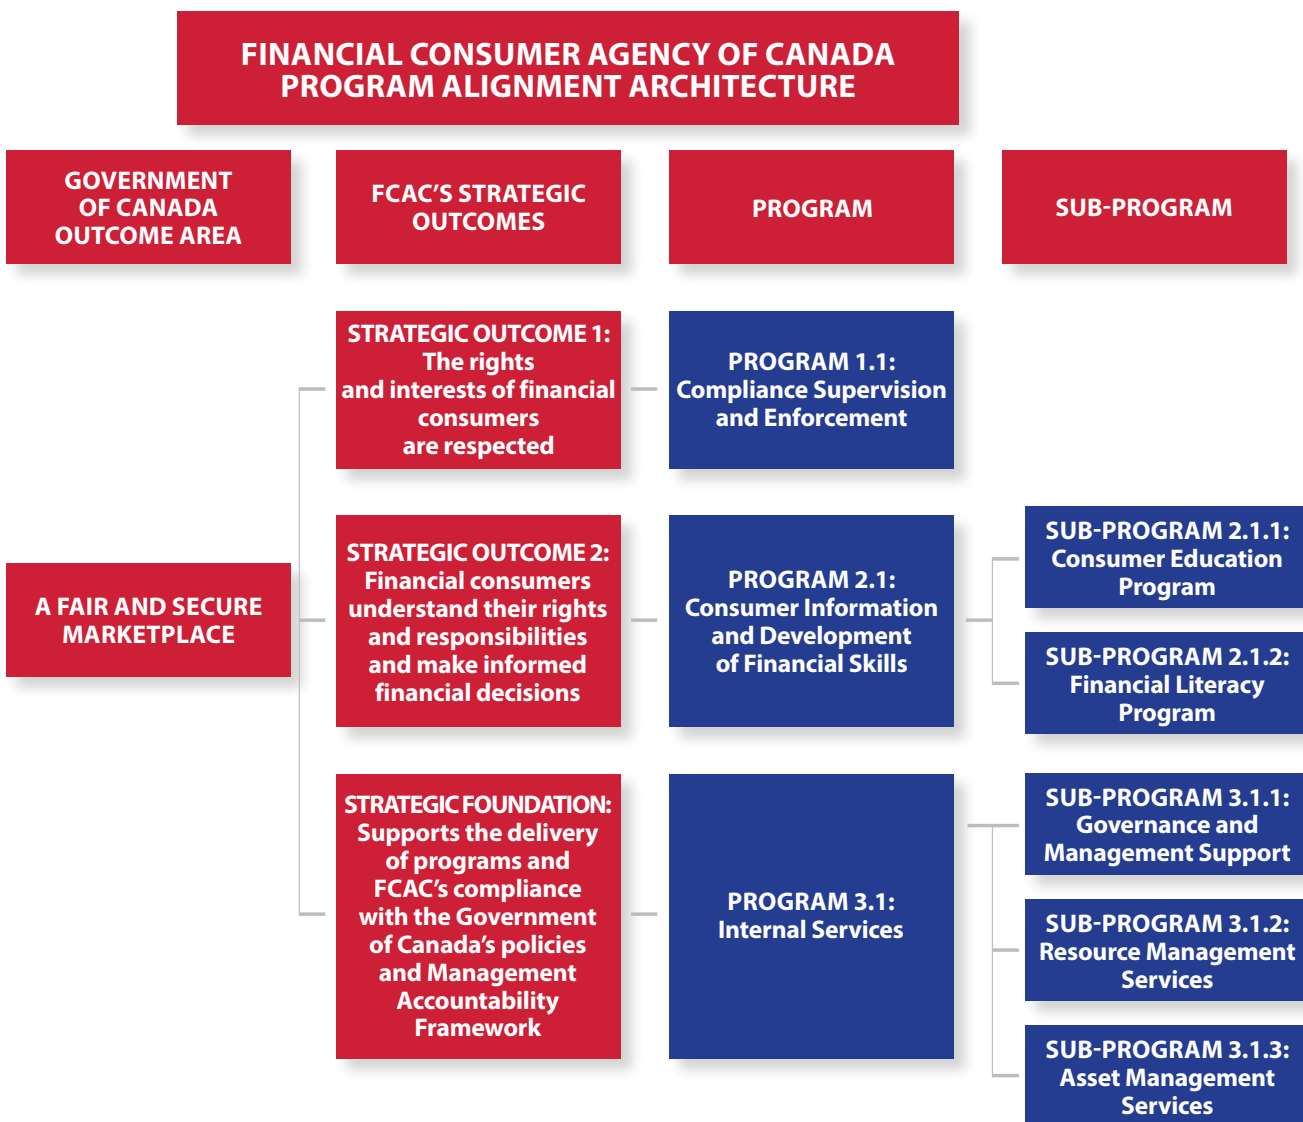 FINANCIAL CONSUMER AGENCY OF CANADA
PROGRAM ALIGNMENT ARCHITECTURE
GOVERNMENT
OF CANADA
OUTCOME AREA
FCAC’S STRATEGIC
OUTCOMES
PROGRAM
SUB-PROGRAM
A FAIR AND SECURE
MARKETPLACE
STRATEGIC OUTCOME 1:
The rights
and interests of financial
consumers
are respected
PROGRAM 1.1:
Compliance Supervision
and Enforcement
STRATEGIC OUTCOME 2:
Financial consumers
understand their rights
and responsibilities
and make informed
financial decisions
PROGRAM 2.1:
Consumer Information
and Development
of Financial Skills
SUB-PROGRAM 2.1.1:
Consumer Education
Program
SUB-PROGRAM 2.1.2:
Financial Literacy
Program
STRATEGIC FOUNDATION:
Supports the delivery
of programs and
FCAC’s compliance
with the Government
of Canada’s policies
and Management
Accountability
Framework
PROGRAM 3.1:
Internal Services
SUB-PROGRAM 3.1.1:
Governance and
Management Support
SUB-PROGRAM 3.1.2:
Resource Management
Services
SUB-PROGRAM 3.1.3:
Asset Management
Services